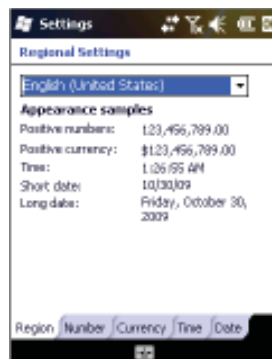 Settings
Regional Settings
English (United States)
Appearance samples
Positive numbers: 123,456,789.00
Positive currency: $123,456,789.00
Time: 1:26:55 AM
Short date: 10/30/09
Long date: Friday, October 30,
2009
Region Number Currency Time Date